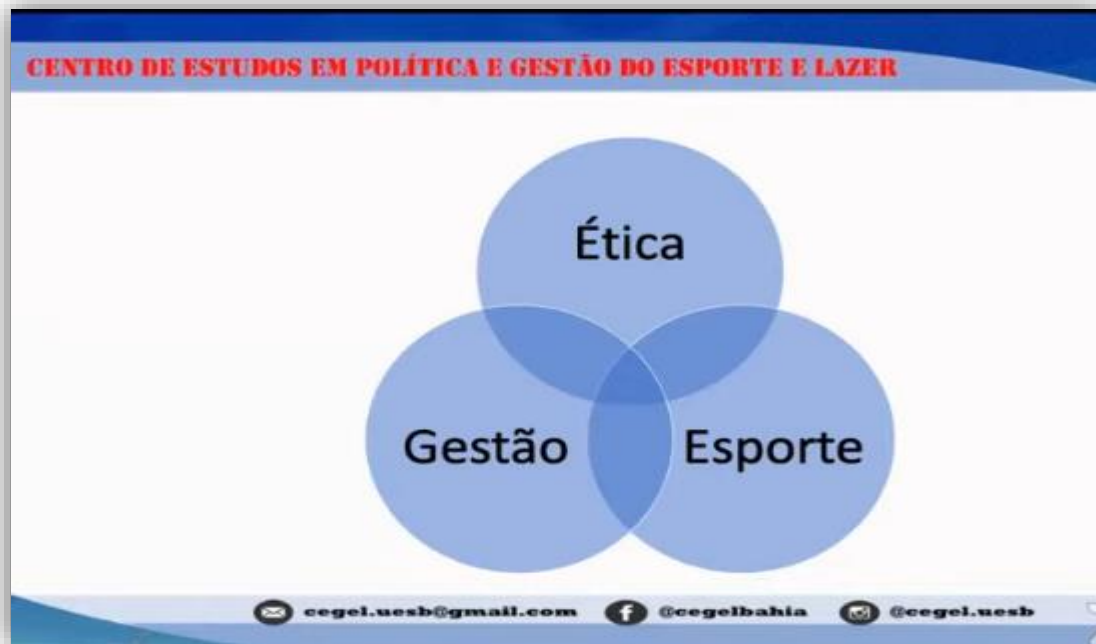 CENTRO DE ESTUDOS EM POLÍTICA E GESTÃO DO ESPORTE E LAZER
Ética
Gestão Esporte
cegel.uesb@gmail.com @cegelbahia @cegel.uesb